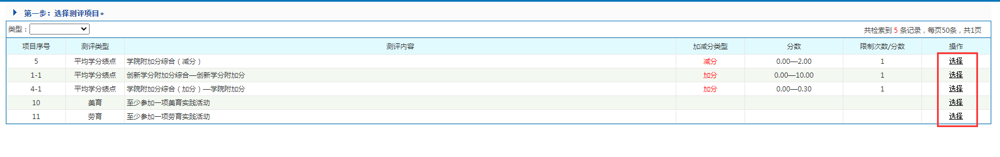 第一步：选择测评项目。
类型： 共检索到 5 条记录，每页50条，共1页
项目序号 测评类型 测评内容 加减分类型 分数 限制次数/分数 操作
5 平均学分绩点 学院附加分综合（减分） 减分 0.00—2.00 1 选择
1-1 平均学分绩点 创新学分附加分综合—创新学分附加分 加分 0.00—10.00 1 选择
4-1 平均学分绩点 学院附加分综合（加分）—学院附加分 加分 0.00—0.30 1 选择
10 美育 至少参加一项美育实践活动 选择
11 劳育 至少参加一项劳育实践活动 选择